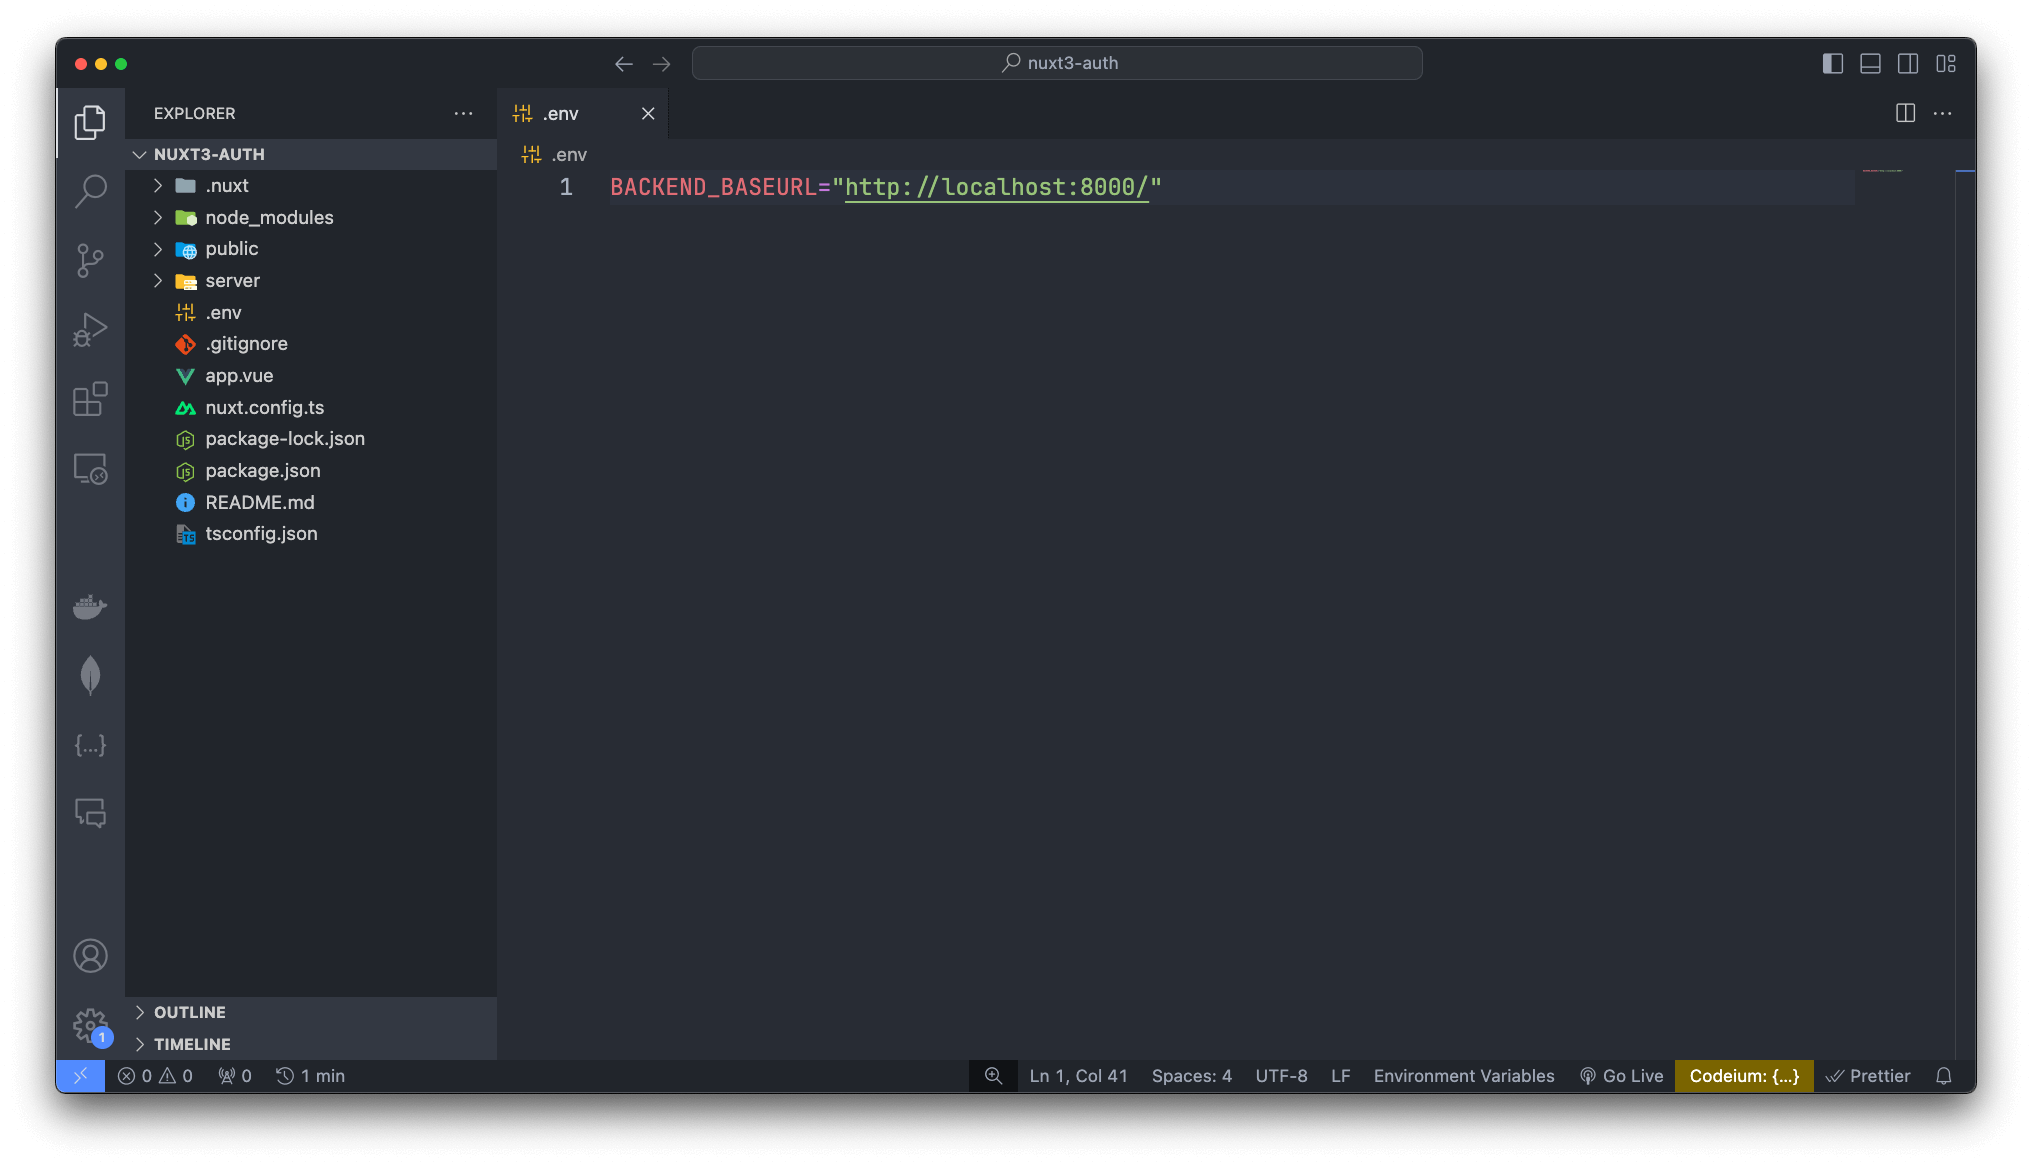 nuxt3-auth
EXPLORER
.env
NUXT3-AUTH
.env
.nuxt
1 BACKEND_BASEURL="http://localhost:8000/"
node_modules
public
server
.env
.gitignore
app.vue
nuxt.config.ts
package-lock.json
package.json
README.md
tsconfig.json
OUTLINE
1
TIMELINE
0 0 0 1 min Ln 1, Col 41 Spaces: 4 UTF-8 LF Environment Variables Go Live Codeium: {...} Prettier